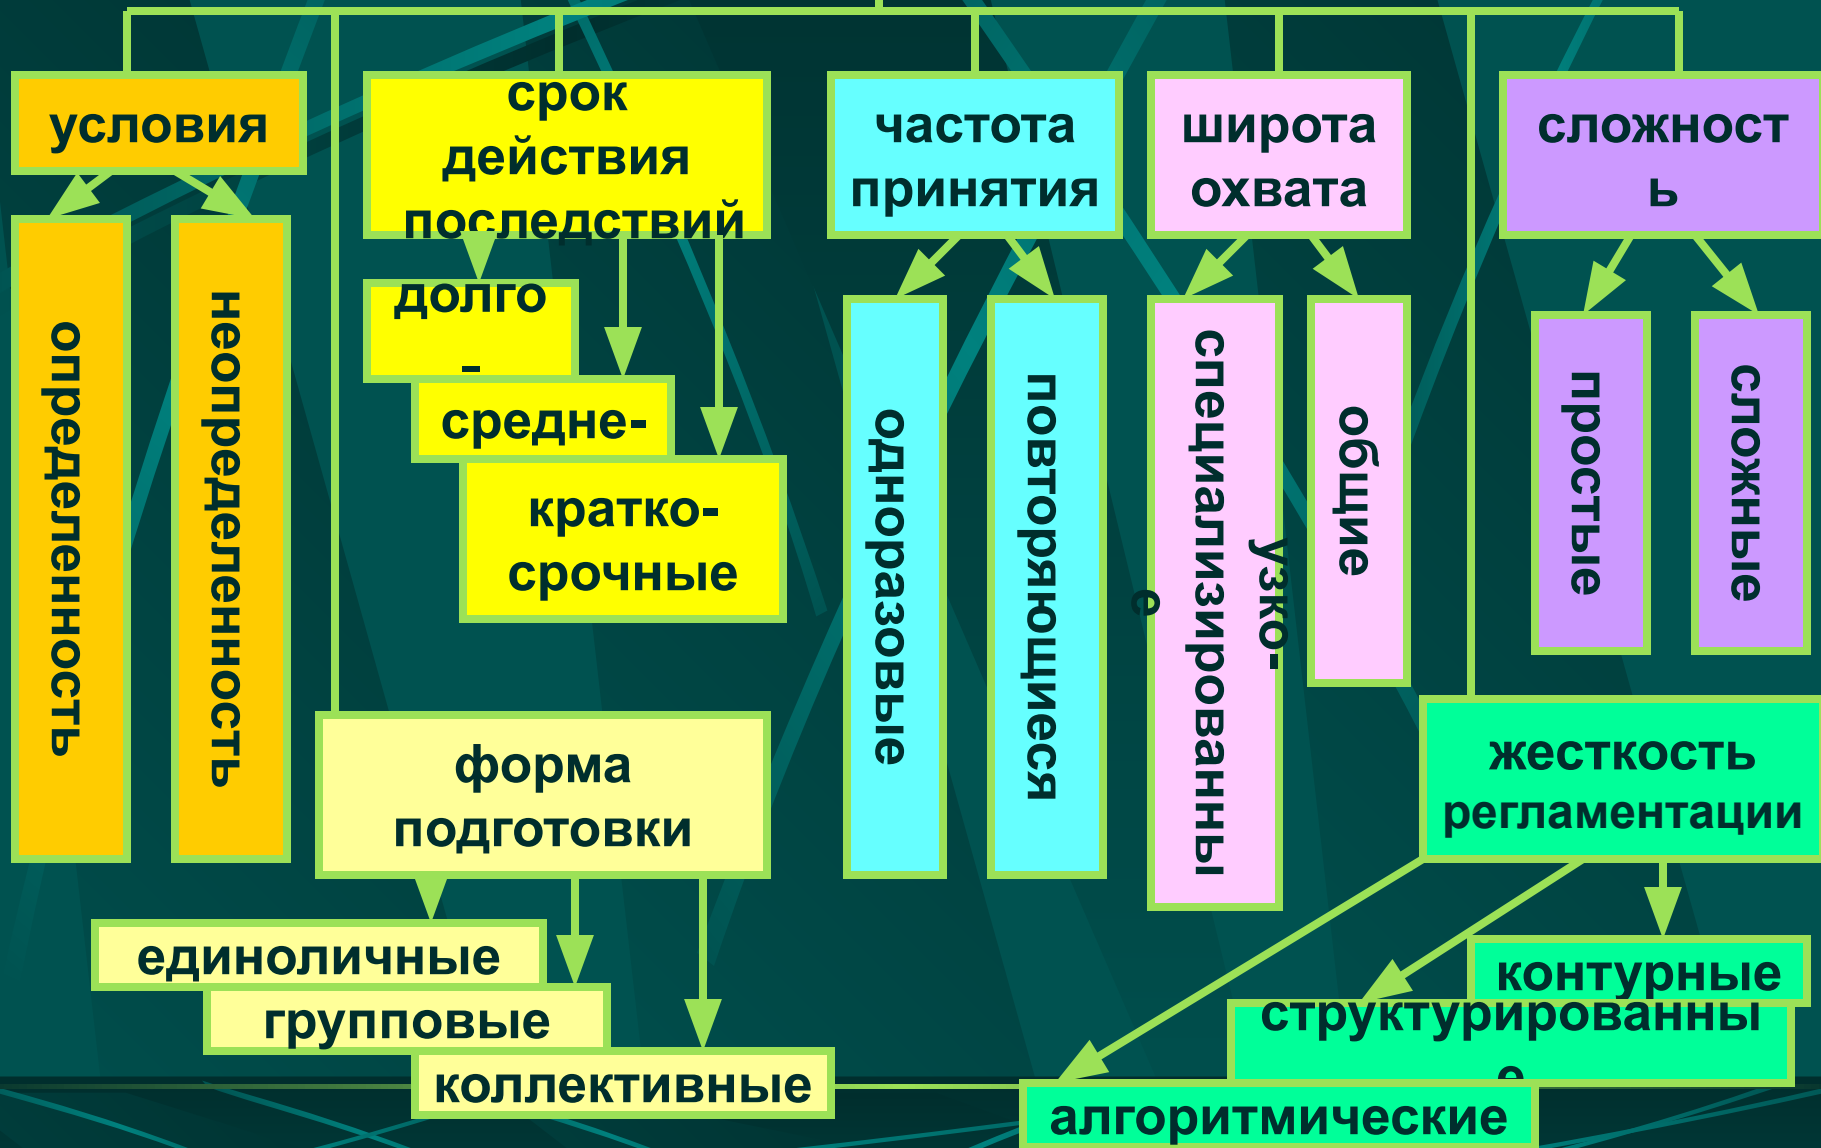 условия
определенность
неопределенность
срок
действия
последствий
долго
-
средне-
кратко-
срочные
частота
принятия
одноразовые
повторяющиеся
широта
охвата
узко-
специализированны
е
общие
сложност
ь
простые
сложные
форма
подготовки
единоличные
групповые
коллективные
жесткость
регламентации
контурные
структурированны
е
алгоритмические